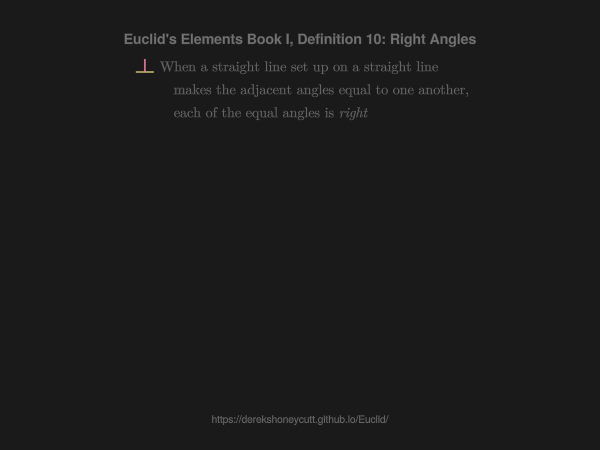 Euclid's Elements Book I, Definition 10: Right Angles
When a straight line set up on a straight line
makes the adjacent angles equal to one another,
each of the equal angles is right
https://derekshoneycutt.github.io/Euclid/